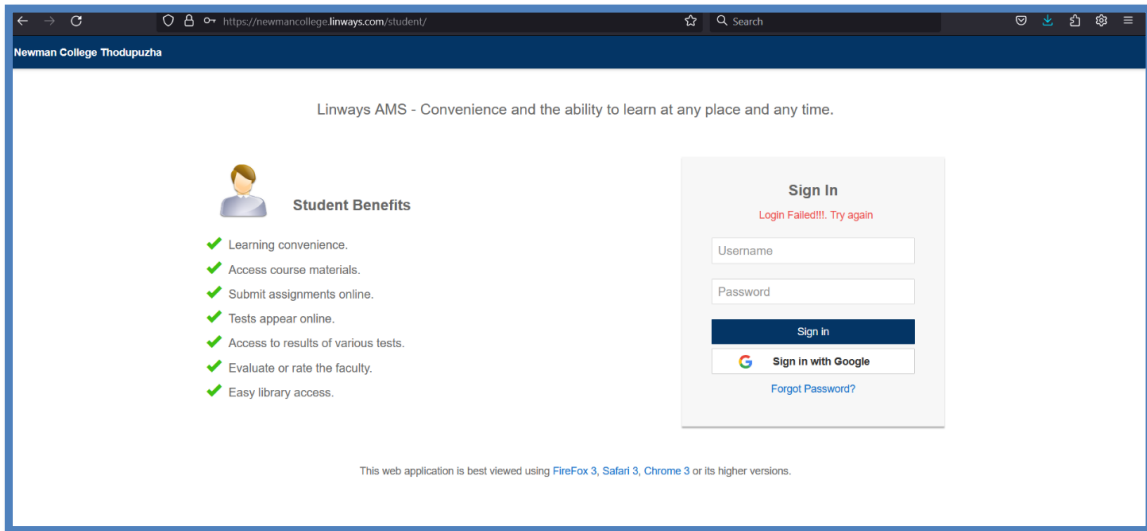 https://newmancollege.linways.com/student/
Search
Newman College Thodupuzha
Linways AMS - Convenience and the ability to learn at any place and any time.
Student Benefits
Learning convenience.
Access course materials.
Submit assignments online.
Tests appear online.
Access to results of various tests.
Evaluate or rate the faculty.
Easy library access.
Sign In
Login Failed!!!. Try again
Username
Password
Sign in
Sign in with Google
Forgot Password?
This web application is best viewed using FireFox 3, Safari 3, Chrome 3 or its higher versions.